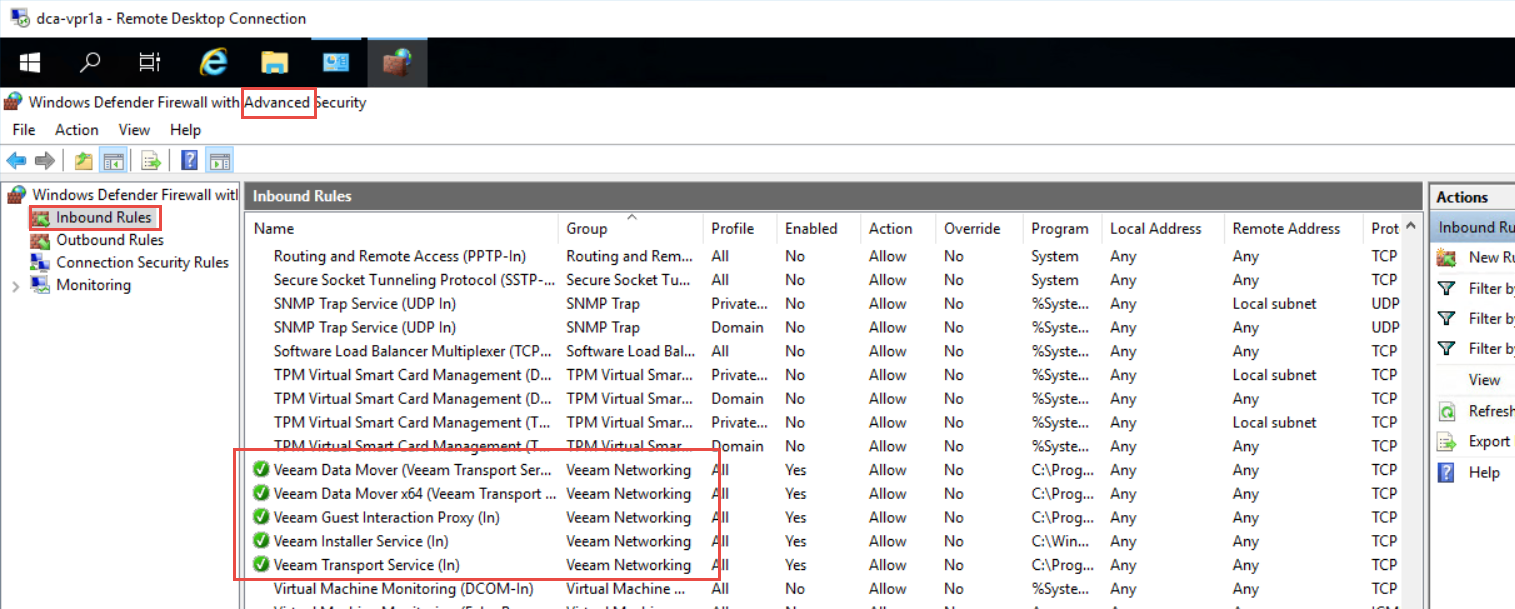 dca-vpr1a - Remote Desktop Connection
Windows Defender Firewall with Advanced Security
File Action View Help
Windows Defender Firewall with
Inbound Rules
Outbound Rules
Connection Security Rules
Monitoring
Inbound Rules
Name Group Profile Enabled Action Override Program Local Address Remote Address Prot
Routing and Remote Access (PPTP-In) Routing and Rem... All No Allow No System Any Any TCP
Secure Socket Tunneling Protocol (SSTP-... Secure Socket Tu... All No Allow No System Any Any TCP
SNMP Trap Service (UDP In) SNMP Trap Private... No Allow No %Syste... Any Local subnet UDP
SNMP Trap Service (UDP In) SNMP Trap Domain No Allow No %Syste... Any Any UDP
Software Load Balancer Multiplexer (TCP... Software Load Bal... All No Allow No %Syste... Any Any TCP
TPM Virtual Smart Card Management (D... TPM Virtual Smar... Private... No Allow No %Syste... Any Local subnet TCP
TPM Virtual Smart Card Management (D... TPM Virtual Smar... Domain No Allow No %Syste... Any Any TCP
TPM Virtual Smart Card Management (T... TPM Virtual Smar... Private... No Allow No %Syste... Any Local subnet TCP
TPM Virtual Smart Card Management (T... TPM Virtual Smar... Domain No Allow No %Syste... Any Any TCP
Veeam Data Mover (Veeam Transport Ser... Veeam Networking All Yes Allow No C:\Prog... Any Any TCP
Veeam Data Mover x64 (Veeam Transport ... Veeam Networking All Yes Allow No C:\Prog... Any Any TCP
Veeam Guest Interaction Proxy (In) Veeam Networking All Yes Allow No C:\Prog... Any Any TCP
Veeam Installer Service (In) Veeam Networking All Yes Allow No C:\Win... Any Any TCP
Veeam Transport Service (In) Veeam Networking All Yes Allow No C:\Prog... Any Any TCP
Virtual Machine Monitoring (DCOM-In) Virtual Machine ... All No Allow No %Syste... Any Any TCP
Actions
Inbound Ru
New Ru
Filter by
Filter by
Filter by
View
Refresh
Export
Help